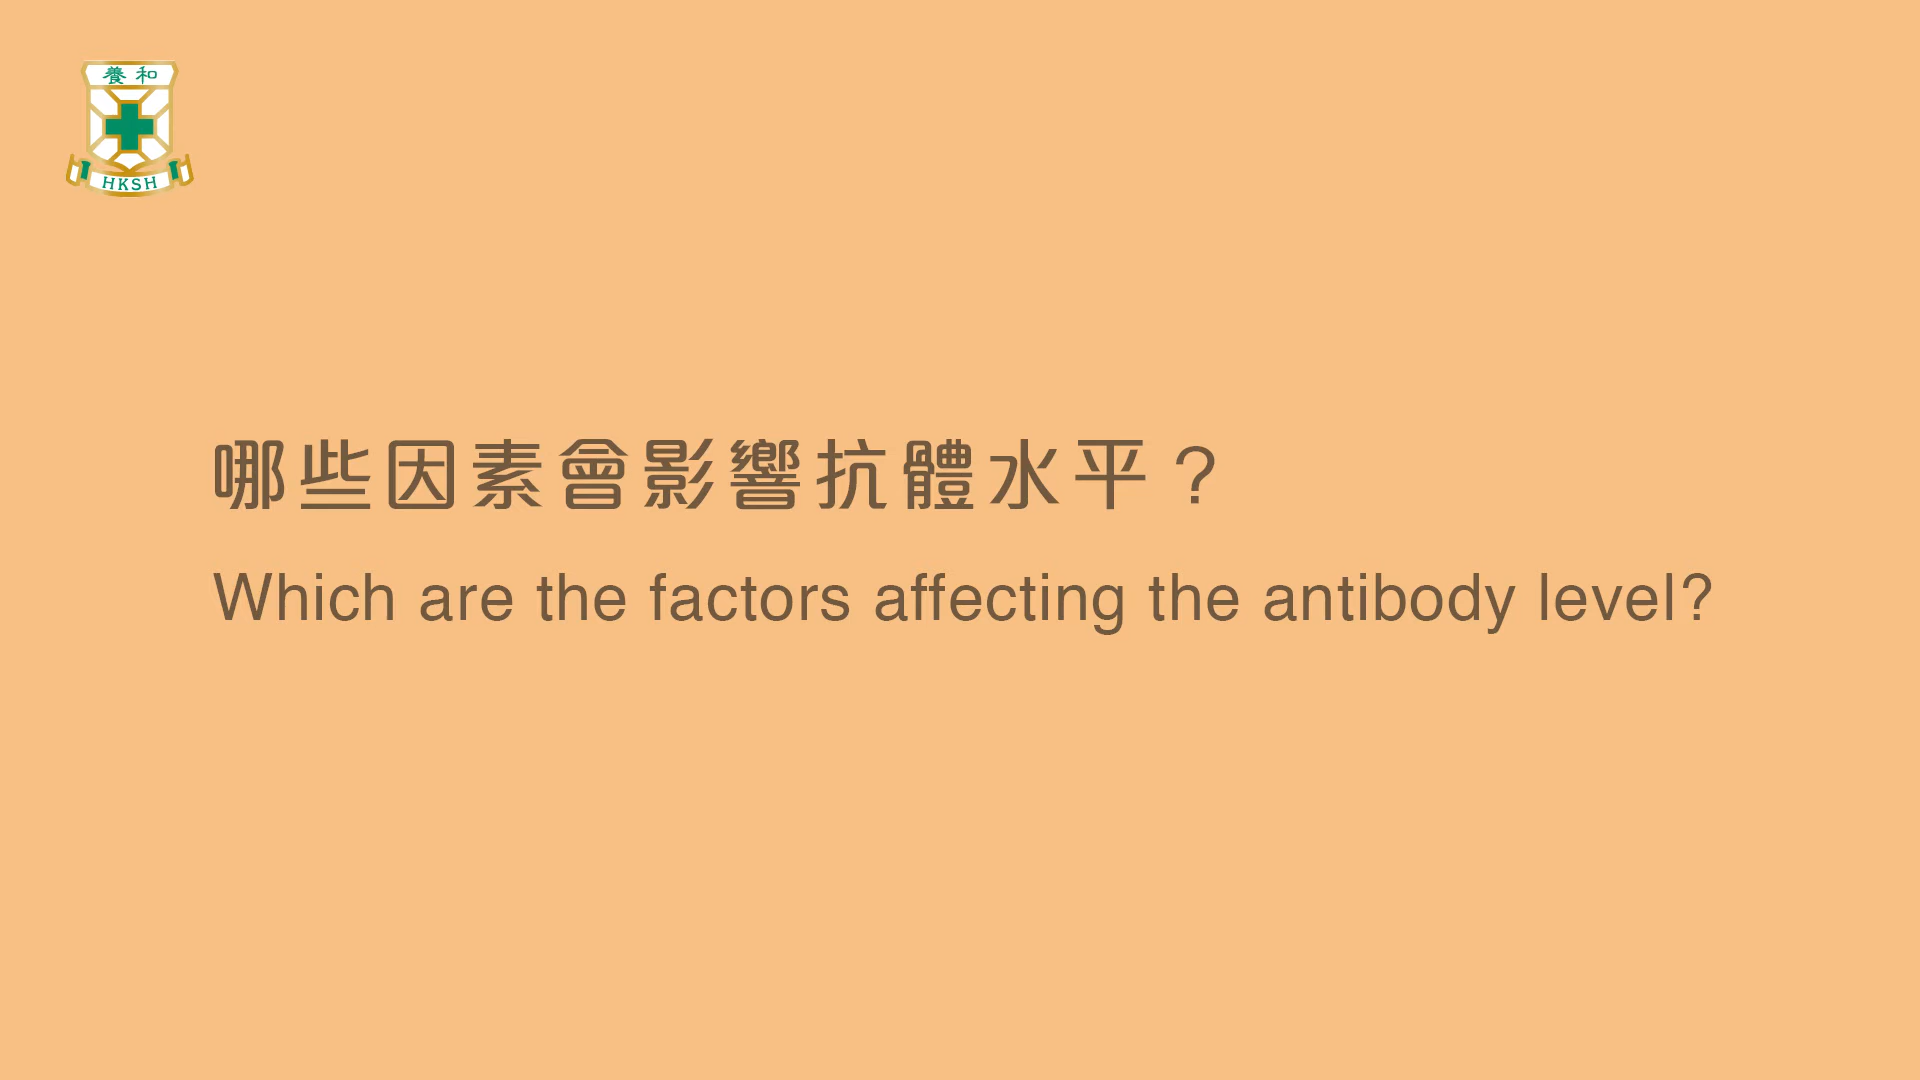 養和
HKSH
哪些因素會影響抗體水平？
Which are the factors affecting the antibody level?